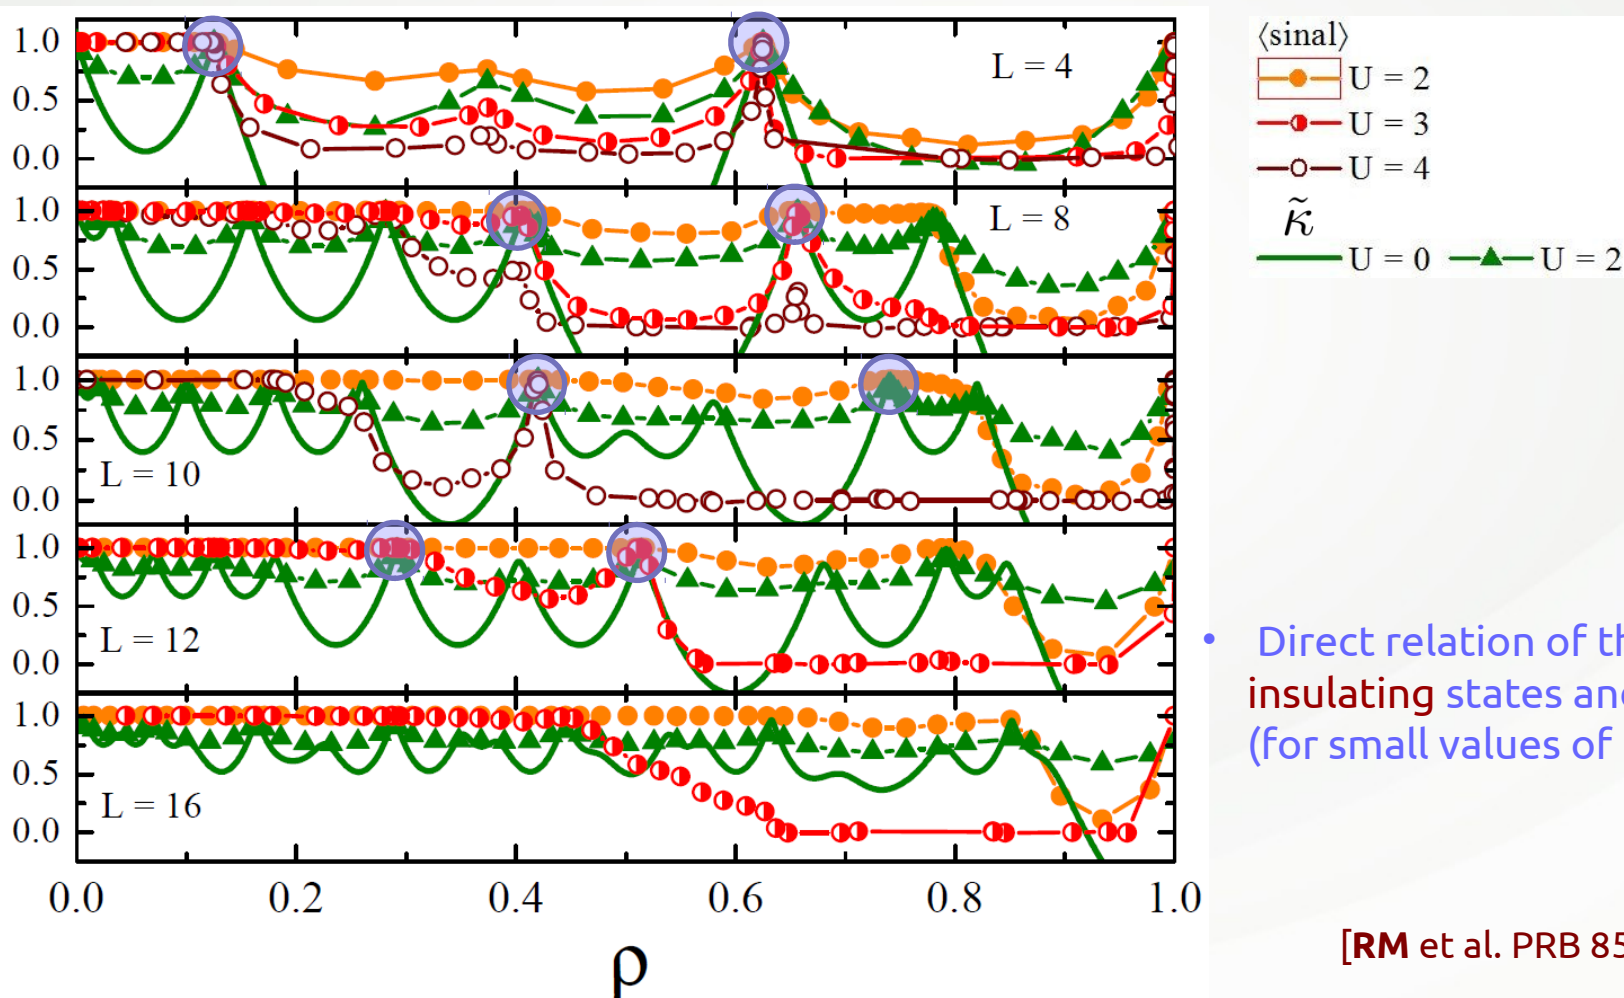 1.0
0.5
0.0
L = 4
1.0
0.5
0.0
L = 8
1.0
0.5
0.0
L = 10
1.0
0.5
0.0
L = 12
1.0
0.5
0.0
L = 16
0.0 0.2 0.4 0.6 0.8 1.0
ρ
⟨sinal⟩
U = 2
U = 3
U = 4
κ̃
U = 0 U = 2
• Direct relation of
insulating states
(for small values of
[RM et al. PRB 85